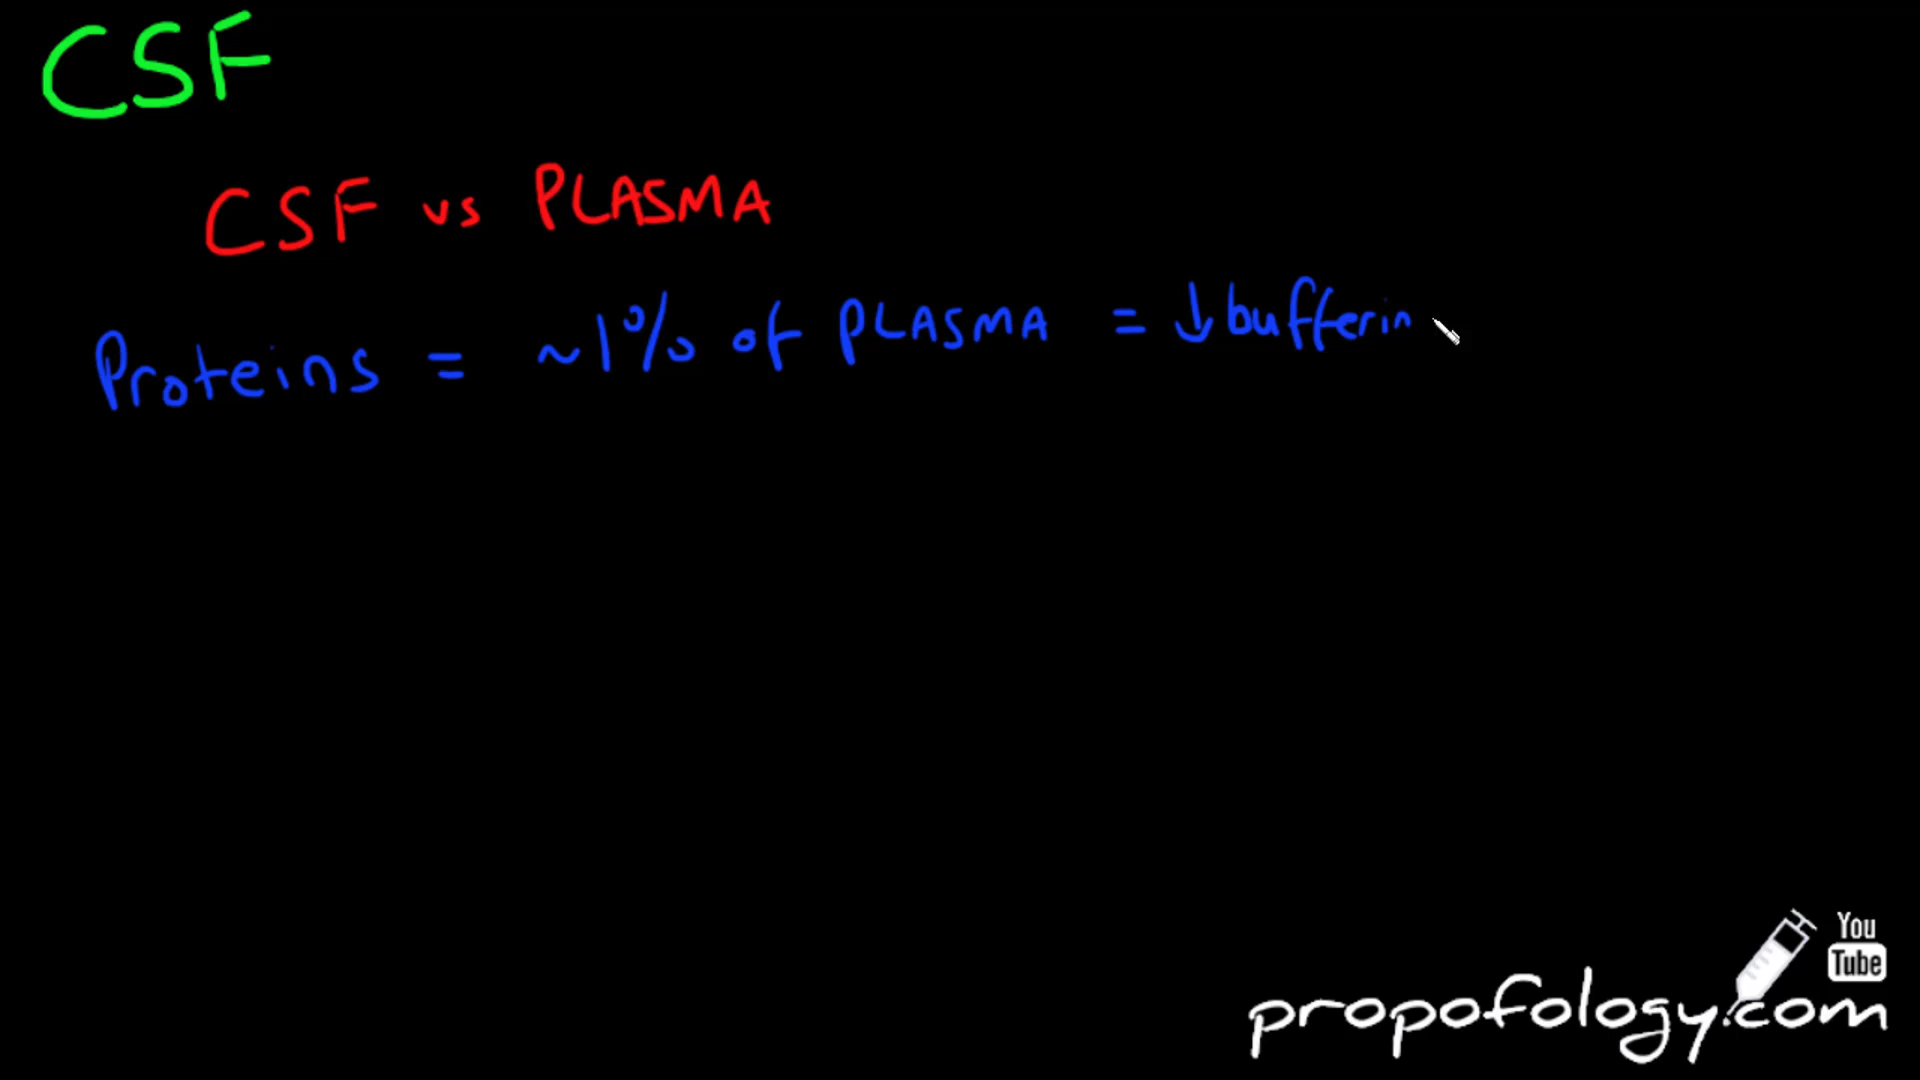 CSF
CSF vs PLASMA
Proteins = ~1% of PLASMA = ↓ bufferin
You
Tube
propofology.com